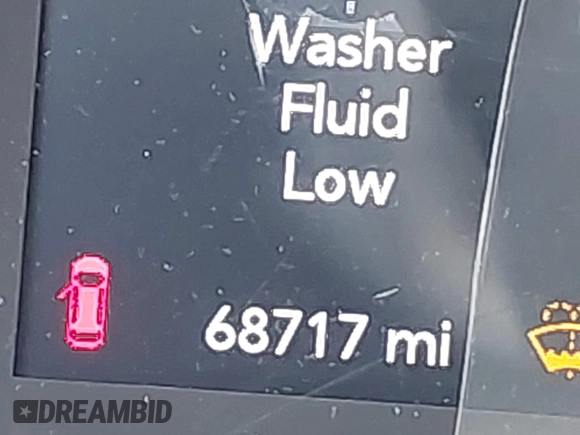 Washer
Fluid
Low
68717 mi
DREAMBID